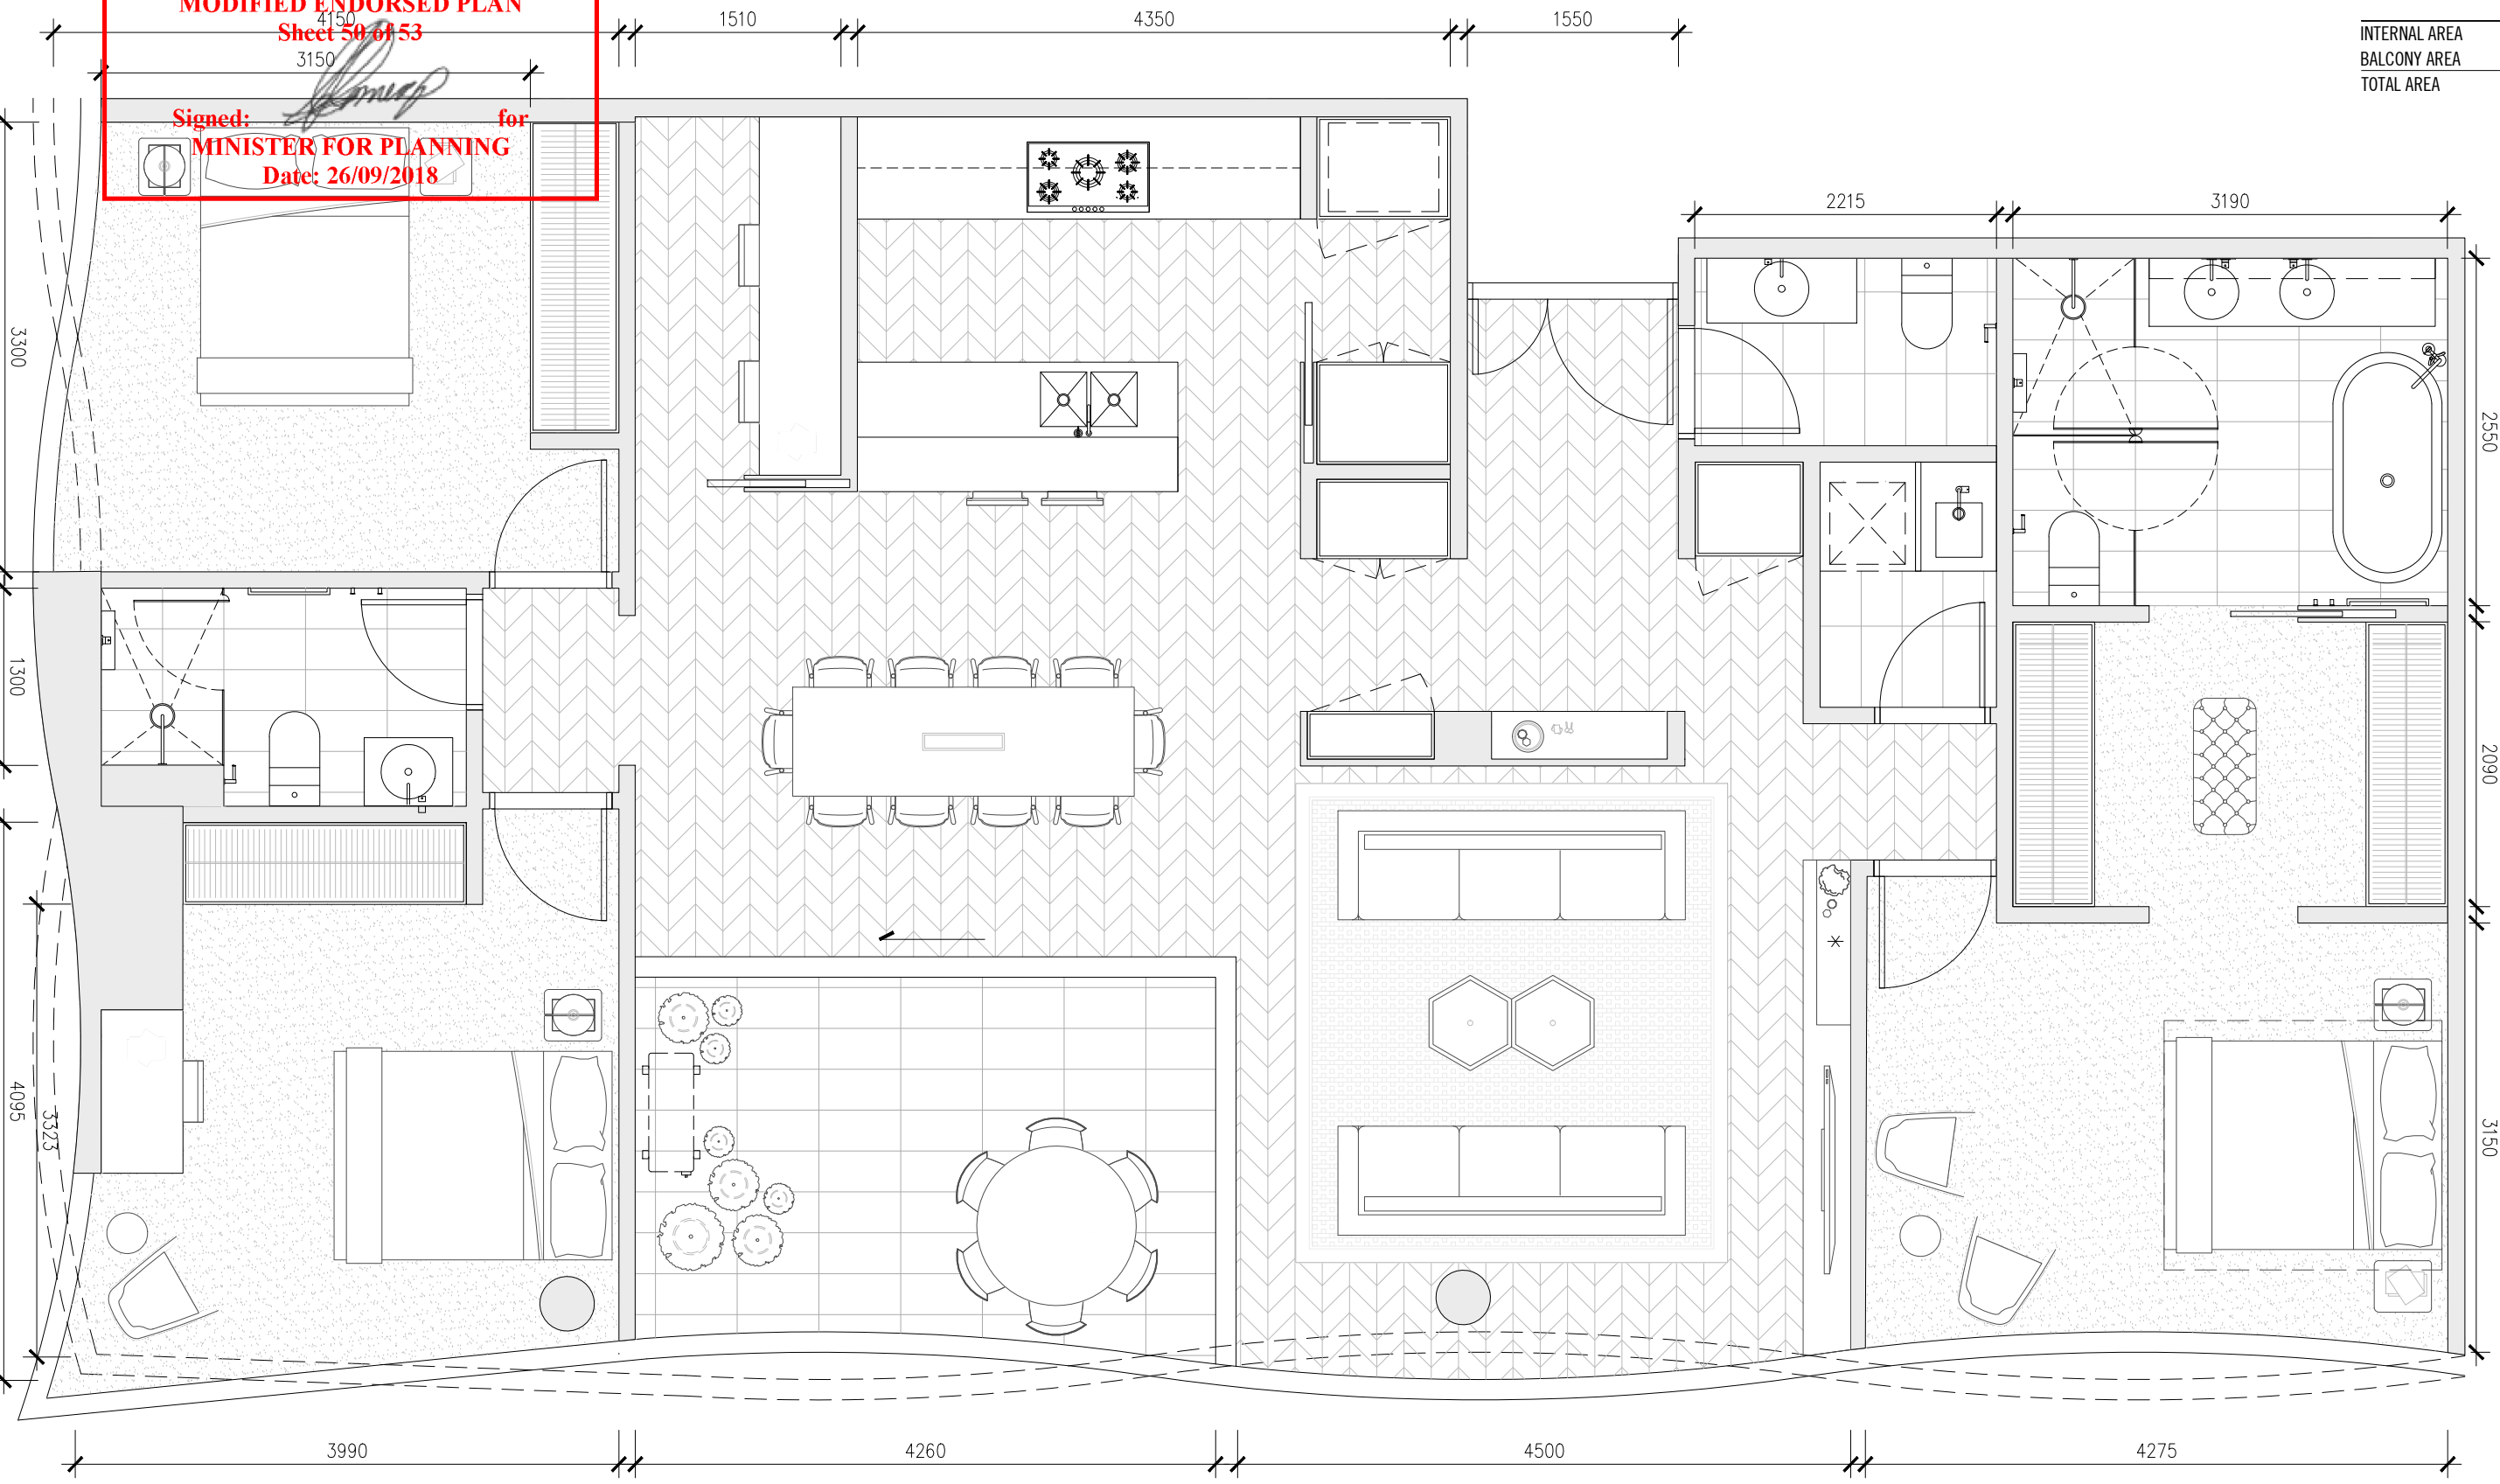 MODIFIED ENDORSED PLAN
Sheet 50 of 53
Signed: for
MINISTER FOR PLANNING
Date: 26/09/2018
4150
1510
4350
1550
3150
INTERNAL AREA
BALCONY AREA
TOTAL AREA
2215
3190
3300
2550
1300
2090
4095
3323
3150
3990
4260
4500
4275